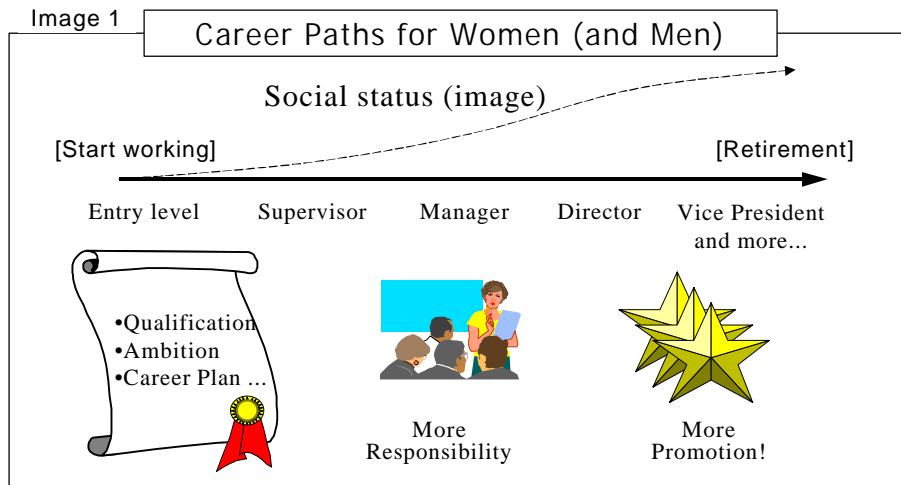 Image 1
Career Paths for Women (and Men)
Social status (image)
[Start working]
[Retirement]
Entry level
Supervisor
Manager
Director
Vice President
and more...
•Qualification
•Ambition
•Career Plan ...
More
Responsibility
More
Promotion!